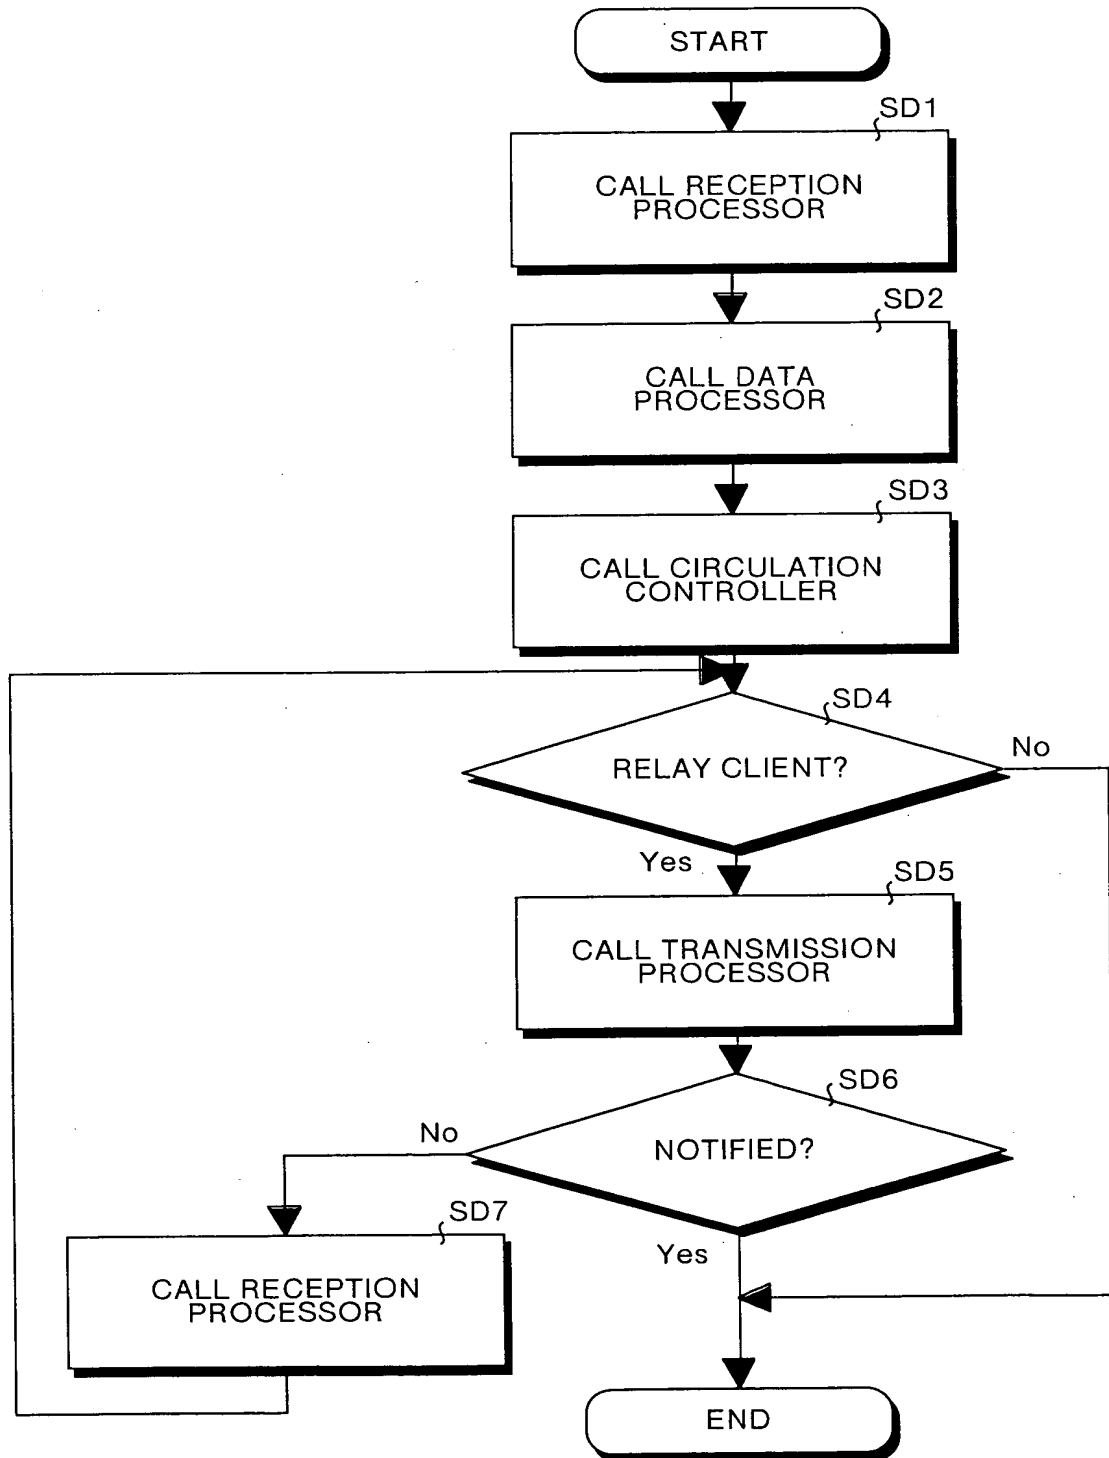 START
SD1
CALL RECEPTION
PROCESSOR
SD2
CALL DATA
PROCESSOR
SD3
CALL CIRCULATION
CONTROLLER
SD4
RELAY CLIENT?
No
Yes
SD5
CALL TRANSMISSION
PROCESSOR
SD6
NOTIFIED?
No
Yes
SD7
CALL RECEPTION
PROCESSOR
END